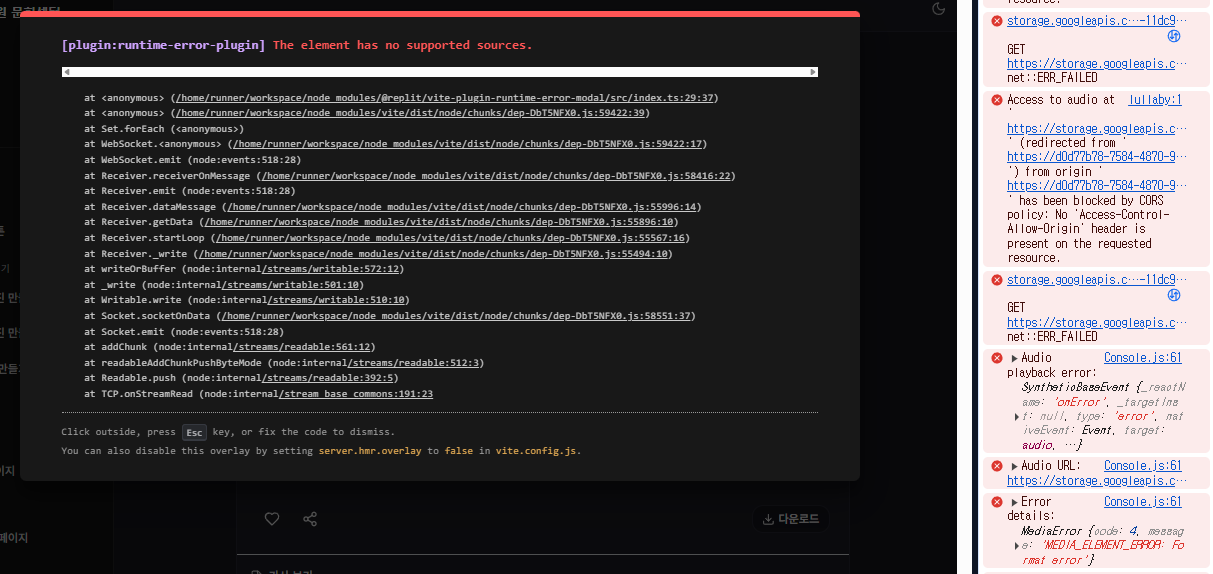 [plugin:runtime-error-plugin] The element has no supported sources.
at <anonymous> (/home/runner/workspace/node_modules/@replit/vite-plugin-runtime-error-modal/src/index.ts:29:37)
at <anonymous> (/home/runner/workspace/node_modules/vite/dist/node/chunks/dep-DbT5NFX0.js:59422:39)
at Set.forEach (<anonymous>)
at WebSocket.<anonymous> (/home/runner/workspace/node_modules/vite/dist/node/chunks/dep-DbT5NFX0.js:59422:17)
at WebSocket.emit (node:events:518:28)
at Receiver.receiverOnMessage (/home/runner/workspace/node_modules/vite/dist/node/chunks/dep-DbT5NFX0.js:58416:22)
at Receiver.emit (node:events:518:28)
at Receiver.dataMessage (/home/runner/workspace/node_modules/vite/dist/node/chunks/dep-DbT5NFX0.js:55996:14)
at Receiver.getData (/home/runner/workspace/node_modules/vite/dist/node/chunks/dep-DbT5NFX0.js:55896:10)
at Receiver.startLoop (/home/runner/workspace/node_modules/vite/dist/node/chunks/dep-DbT5NFX0.js:55567:16)
at Receiver._write (/home/runner/workspace/node_modules/vite/dist/node/chunks/dep-DbT5NFX0.js:55494:10)
at writeOrBuffer (node:internal/streams/writable:572:12)
at _write (node:internal/streams/writable:501:10)
at Writable.write (node:internal/streams/writable:510:10)
at Socket.socketOnData (/home/runner/workspace/node_modules/vite/dist/node/chunks/dep-DbT5NFX0.js:58551:37)
at Socket.emit (node:events:518:28)
at addChunk (node:internal/streams/readable:561:12)
at readableAddChunkPushByteMode (node:internal/streams/readable:512:3)
at Readable.push (node:internal/streams/readable:392:5)
at TCP.onStreamRead (node:internal/stream_base_commons:191:23
Click outside, press Esc key, or fix the code to dismiss.
You can also disable this overlay by setting server.hmr.overlay to false in vite.config.js.
페이지
다운로드
resource.
storage.googleapis.c…-11dc9…
GET
https://storage.googleapis.c…
net::ERR_FAILED
Access to audio at lullaby:1
'
https://storage.googleapis.c…
' (redirected from '
https://d0d77b78-7584-4870-9…
') from origin '
https://d0d77b78-7584-4870-9…
' has been blocked by CORS
policy: No 'Access-Control-
Allow-Origin' header is
present on the requested
resource.
storage.googleapis.c…-11dc9…
GET
https://storage.googleapis.c…
net::ERR_FAILED
Audio Console.js:61
playback error:
SyntheticBaseEvent {_reactN
ame: 'onError', _targetIns
t: null, type: 'error', nat
iveEvent: Event, target:
audio, …}
Audio URL: Console.js:61
https://storage.googleapis.c…
Error Console.js:61
details:
MediaError {code: 4, messag
e: 'MEDIA_ELEMENT_ERROR: Fo
rmat error'}